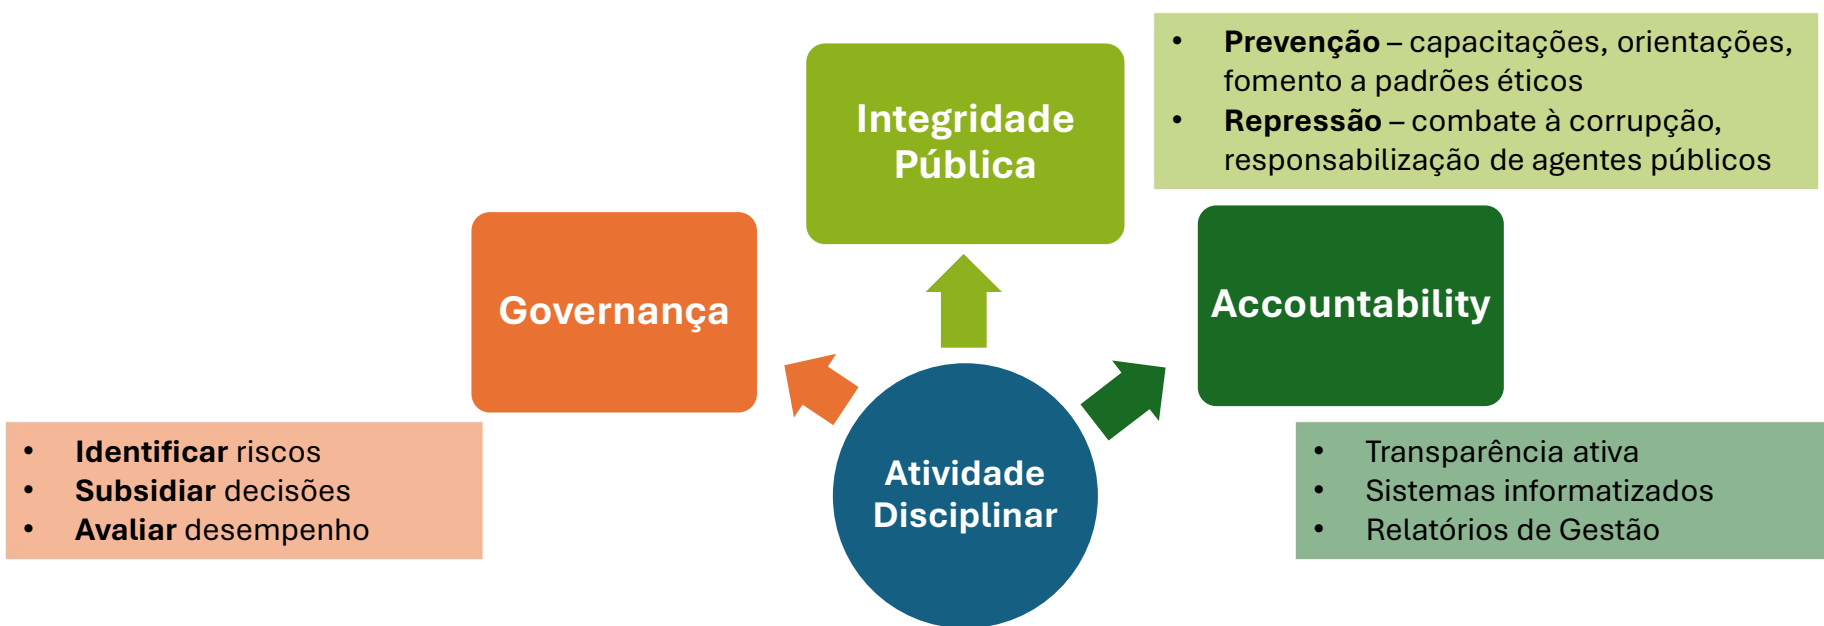 • Prevenção – capacitações, orientações,
fomento a padrões éticos
• Repressão – combate à corrupção,
responsabilização de agentes públicos
Integridade
Pública
Governança
Accountability
• Identificar riscos
• Subsidiar decisões
• Avaliar desempenho
Atividade
Disciplinar
• Transparência ativa
• Sistemas informatizados
• Relatórios de Gestão